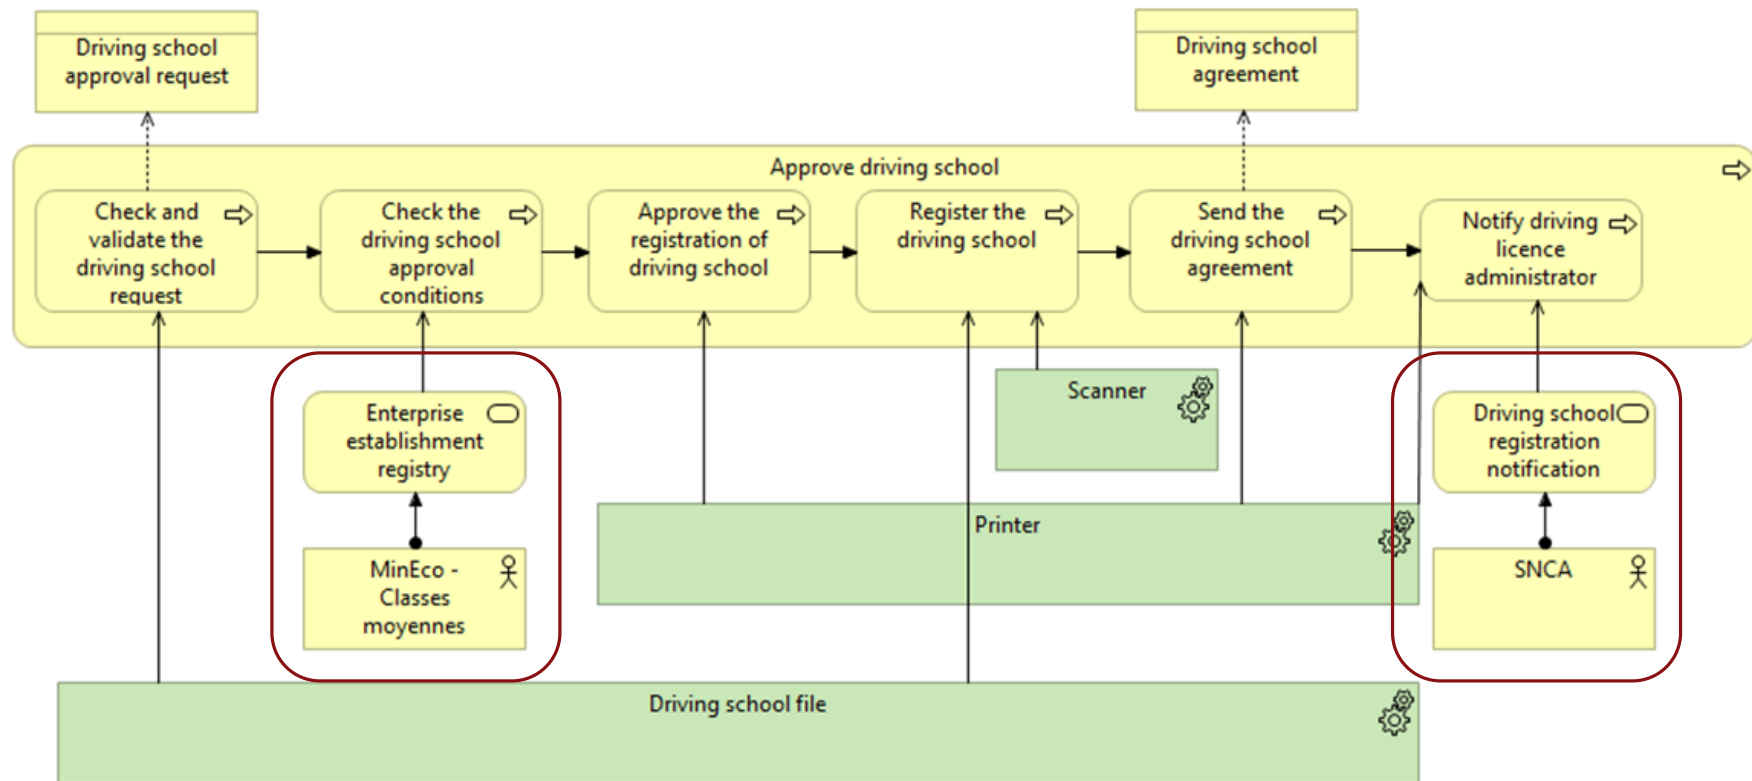 Driving school
approval request
Driving school
agreement
Approve driving school
Check and
validate the
driving school
request
Check the
driving school
approval
conditions
Approve the
registration of
driving school
Register the
driving school
Send the
driving school
agreement
Notify driving
licence
administrator
Enterprise
establishment
registry
Scanner
Driving school
registration
notification
Printer
MinEco -
Classes
moyennes
SNCA
Driving school file